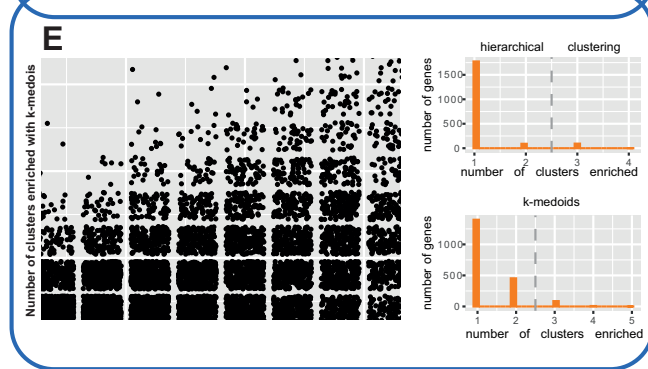 E
Number of clusters enriched with k-medois
hierarchical clustering
number of genes
1500
1000
500
0
1 2 3 4
number of clusters enriched
k-medoids
number of genes
1000
500
0
1 2 3 4 5
number of clusters enriched